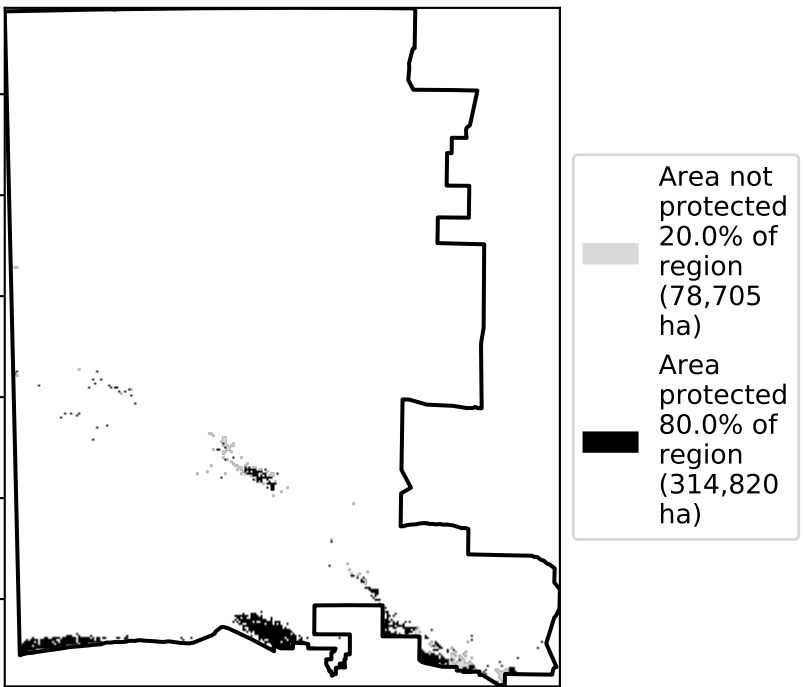 Area not
protected
20.0% of
region
(78,705
ha)
Area
protected
80.0% of
region
(314,820
ha)